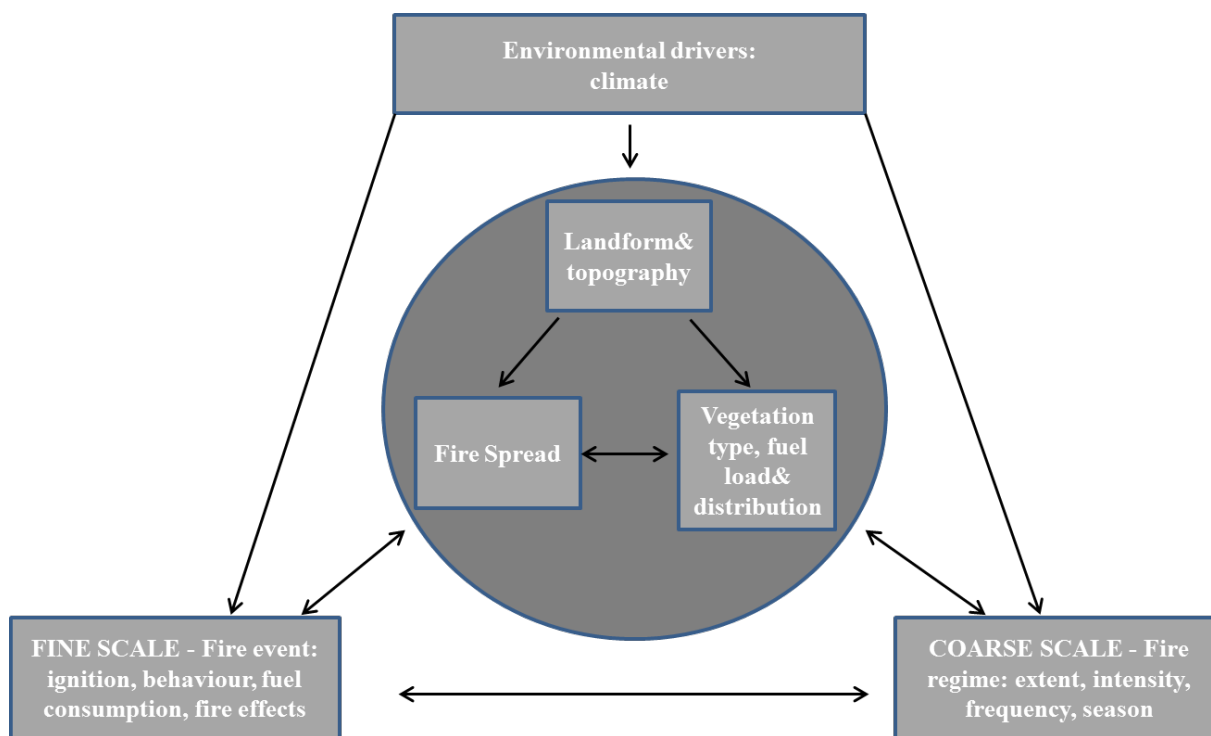 Environmental drivers:
climate
Landform&
topography
Fire Spread
Vegetation
type, fuel
load&
distribution
FINE SCALE - Fire event:
ignition, behaviour, fuel
consumption, fire effects
COARSE SCALE - Fire
regime: extent, intensity,
frequency, season